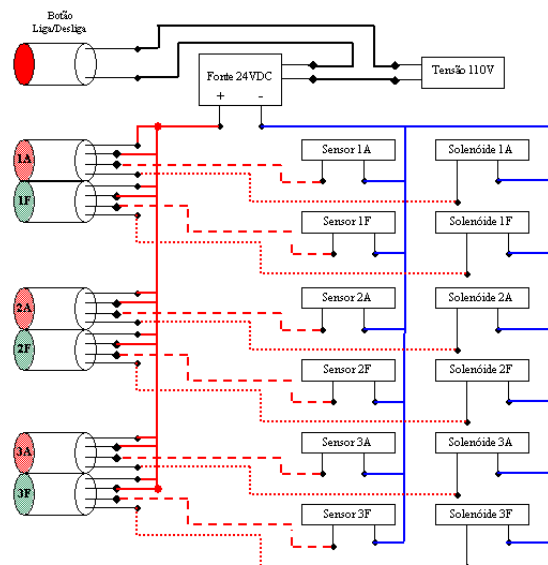 Botão
Liga/Desliga
Fonte 24VDC
+ -
Tensão 110V
1A
Sensor 1A
Solenóide 1A
1F
Sensor 1F
Solenóide 1F
2A
Sensor 2A
Solenóide 2A
2F
Sensor 2F
Solenóide 2F
3A
Sensor 3A
Solenóide 3A
3F
Sensor 3F
Solenóide 3F